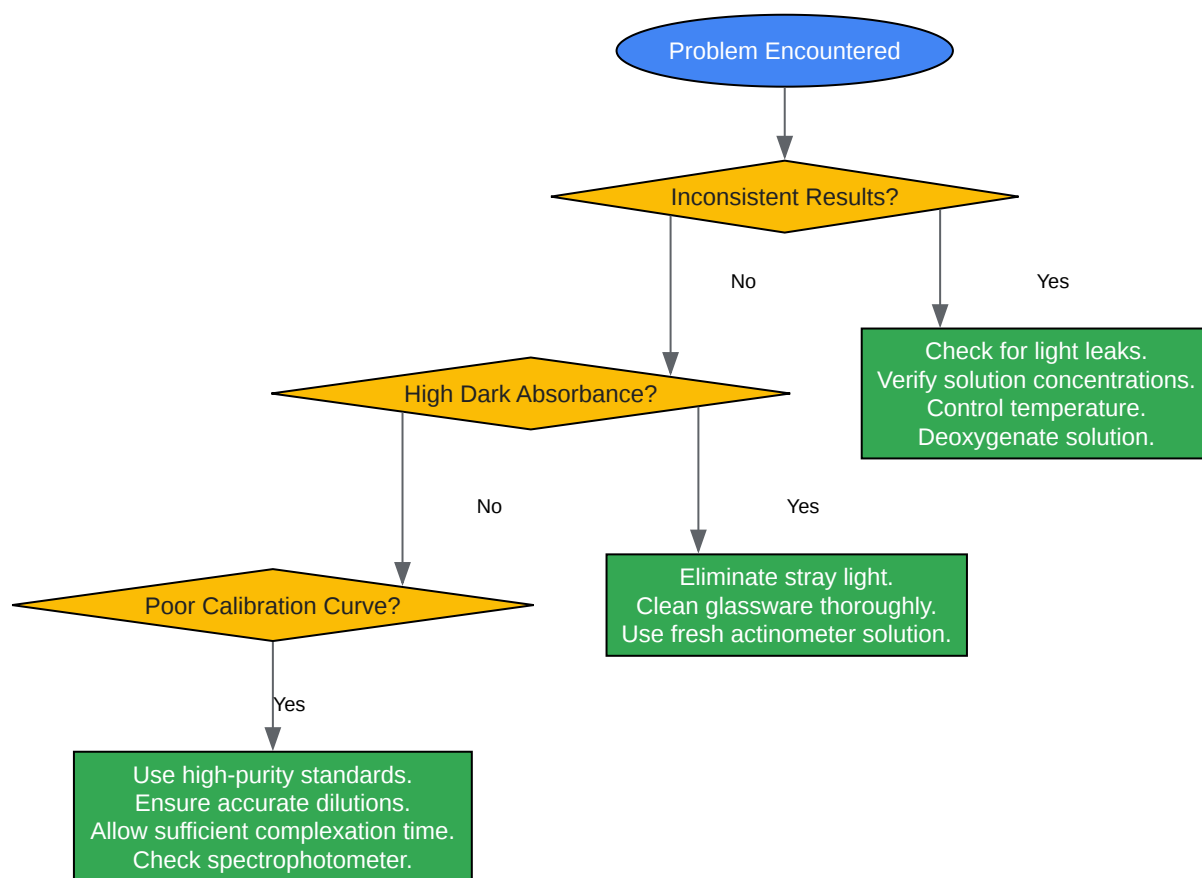 Problem Encountered
Inconsistent Results?
No
Yes
Check for light leaks.
Verify solution concentrations.
Control temperature.
Deoxygenate solution.
High Dark Absorbance?
No
Yes
Eliminate stray light.
Clean glassware thoroughly.
Use fresh actinometer solution.
Poor Calibration Curve?
Yes
Use high-purity standards.
Ensure accurate dilutions.
Allow sufficient complexation time.
Check spectrophotometer.